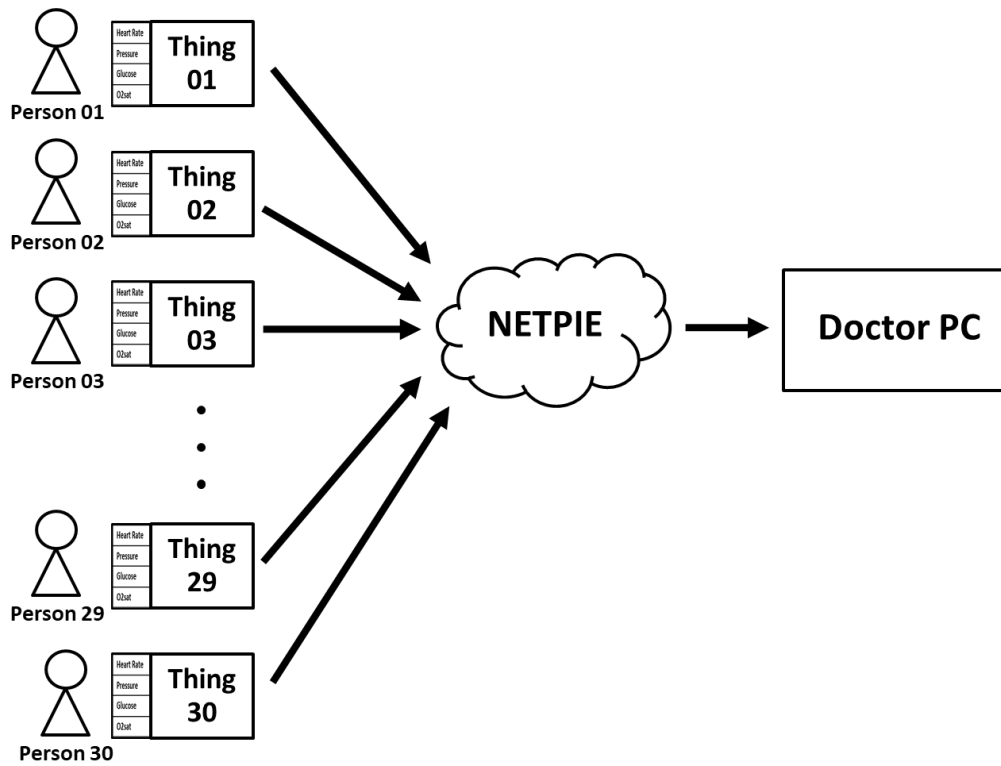 Heart Rate
Pressure
Glucose
O2sat
Thing
01
Person 01
Heart Rate
Pressure
Glucose
O2sat
Thing
02
Person 02
Heart Rate
Pressure
Glucose
O2sat
Thing
03
Person 03
NETPIE
Doctor PC
Heart Rate
Pressure
Glucose
O2sat
Thing
29
Person 29
Heart Rate
Pressure
Glucose
O2sat
Thing
30
Person 30